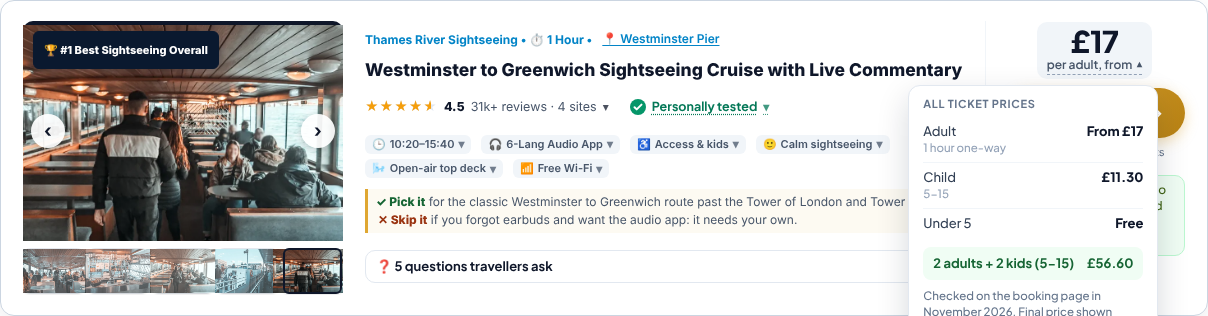 🏆 #1 Best Sightseeing Overall
Thames River Sightseeing • ⏱️ 1 Hour • 📍 Westminster Pier
Westminster to Greenwich Sightseeing Cruise with Live Commentary
★★★★★ 4.5 31k+ reviews · 4 sites ▾ ✓ Personally tested ▾
🕒 10:20–15:40 ▾ 🎧 6-Lang Audio App ▾ ♿ Access & kids ▾ 🙂 Calm sightseeing ▾
🌬️ Open-air top deck ▾ 📶 Free Wi-Fi ▾
✓ Pick it for the classic Westminster to Greenwich route past the Tower of London and Tower
✕ Skip it if you forgot earbuds and want the audio app: it needs your own.
❓ 5 questions travellers ask
£17
per adult, from ▴
ALL TICKET PRICES
Adult From £17
1 hour one-way
Child £11.30
5–15
Under 5 Free
2 adults + 2 kids (5–15) £56.60
Checked on the booking page in
November 2026. Final price shown